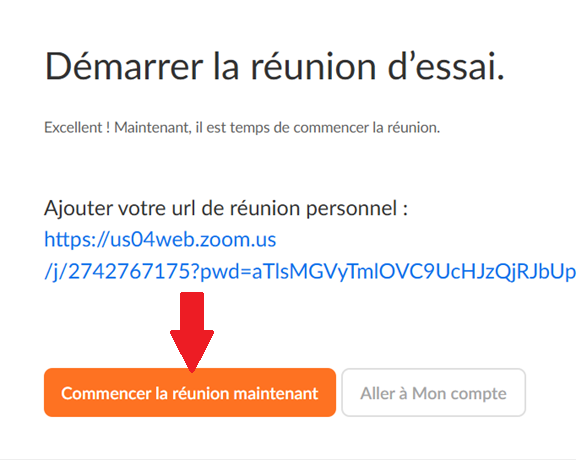 Démarrer la réunion d’essai.
Excellent ! Maintenant, il est temps de commencer la réunion.
Ajouter votre url de réunion personnel :
https://us04web.zoom.us
/j/2742767175?pwd=aTlsMGVyTmlOVC9UcHJzQjRJbUp
Commencer la réunion maintenant
Aller à Mon compte